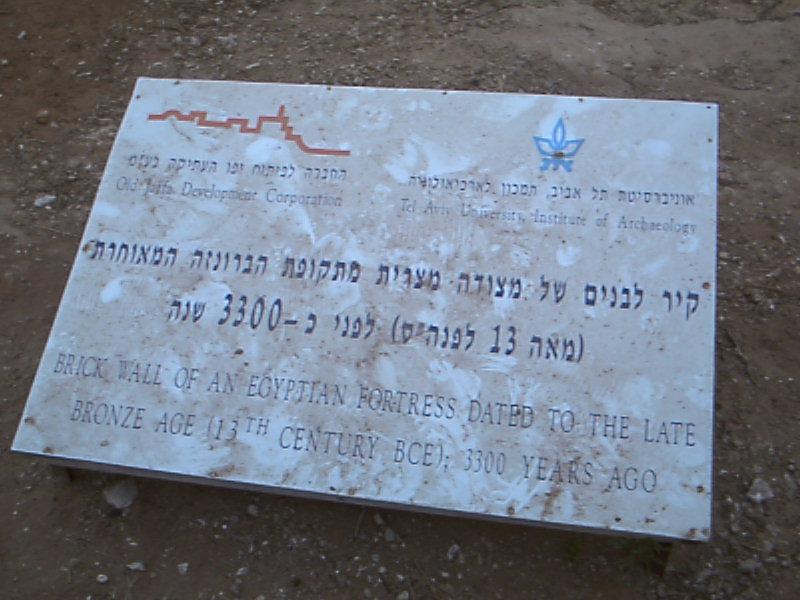 החברה לפיתוח יפו העתיקה בע"מ
Old Jaffa Development Corporation
אוניברסיטת תל אביב, המכון לארכיאולוגיה
Tel Aviv University, Institute of Archaeology
קיר לבנים של מצודה מצרית מתקופת הברונזה המאוחרת
(מאה 13 לפנה"ס) לפני כ-3300 שנה
BRICK WALL OF AN EGYPTIAN FORTRESS DATED TO THE LATE
BRONZE AGE (13TH CENTURY BCE); 3300 YEARS AGO